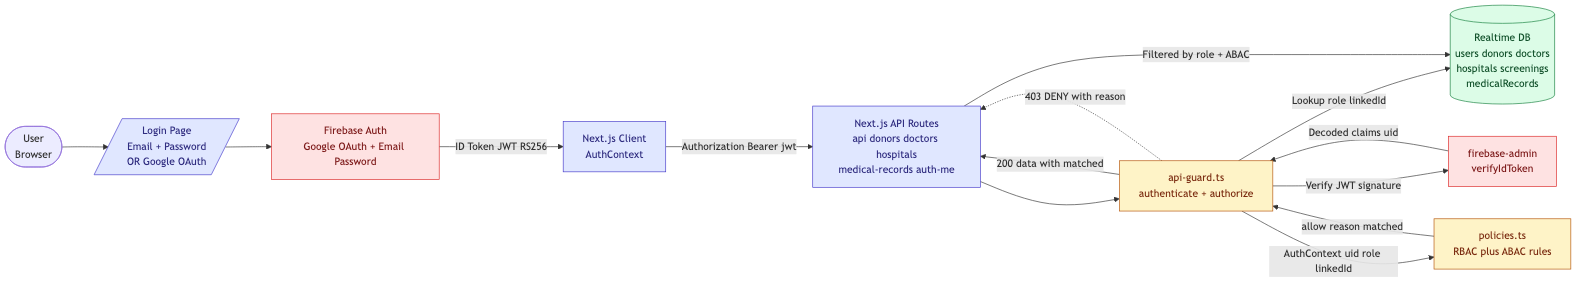 User
Browser
Login Page
Email + Password
OR Google OAuth
Firebase Auth
Google OAuth + Email
Password
ID Token JWT RS256
Next.js Client
AuthContext
Authorization Bearer jwt
Next.js API Routes
api donors doctors
hospitals
medical-records auth-me
Filtered by role + ABAC
403 DENY with reason
200 data with matched
api-guard.ts
authenticate + authorize
Lookup role linkedId
Decoded claims uid
Verify JWT signature
allow reason matched
AuthContext uid role
linkedId
Realtime DB
users donors doctors
hospitals screenings
medicalRecords
firebase-admin
verifyIdToken
policies.ts
RBAC plus ABAC rules